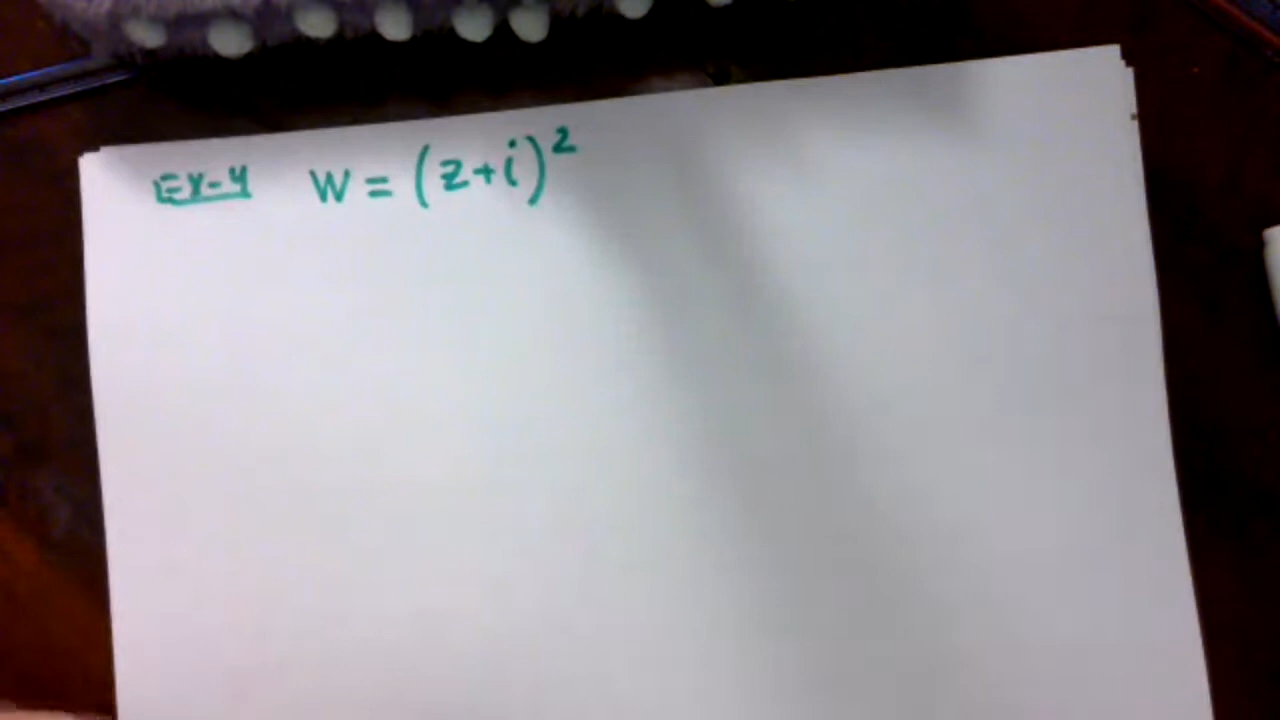 Ex-4 W = (z+i)²